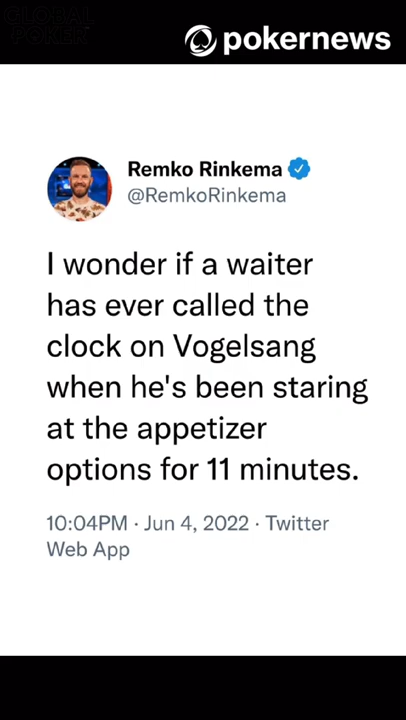 GLOBAL
POKER
pokernews
Remko Rinkema
@RemkoRinkema
I wonder if a waiter
has ever called the
clock on Vogelsang
when he's been staring
at the appetizer
options for 11 minutes.
10:04PM · Jun 4, 2022 · Twitter
Web App